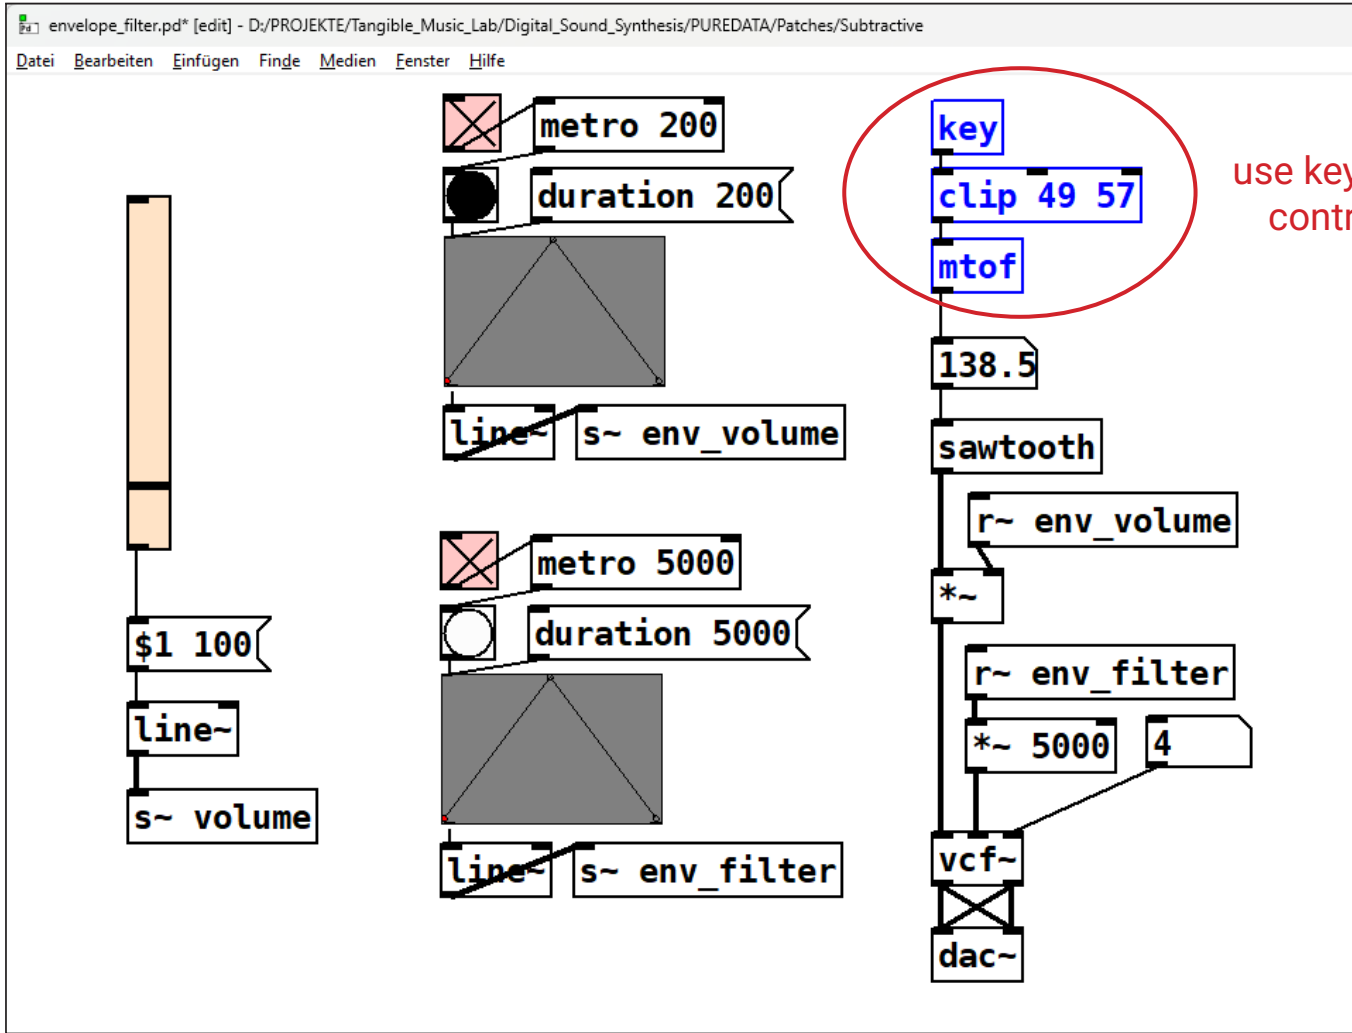 envelope_filter.pd* [edit] - D:/PROJEKTE/Tangible_Music_Lab/Digital_Sound_Synthesis/PUREDATA/Patches/Subtractive
Datei Bearbeiten Einfügen Finde Medien Fenster Hilfe
metro 200
duration 200
line~
s~ env_volume
metro 5000
duration 5000
line~
s~ env_filter
$1 100
line~
s~ volume
key
clip 49 57
mtof
138.5
sawtooth
r~ env_volume
*~
r~ env_filter
*~ 5000
4
vcf~
dac~
use key
contr